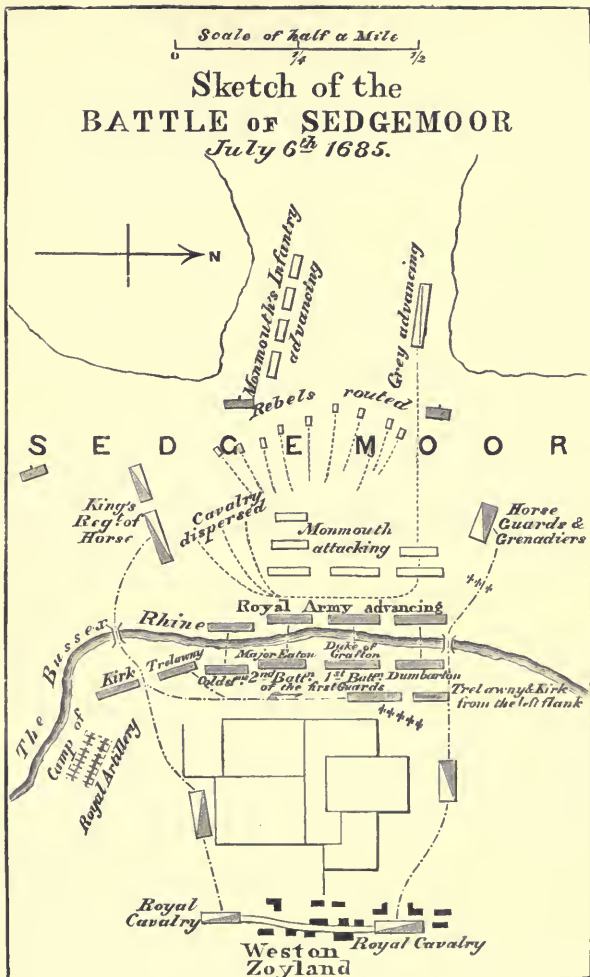 Scale of half a Mile
0 1/4 1/2
Sketch of the
BATTLE OF SEDGEMOOR
July 6th 1685.
N
Monmouth's Infantry
advancing
Grey advancing
Rebels routed
SEDGEMOOR
King's
Regt. of
Horse
Cavalry
dispersed
Monmouth
attacking
Horse
Guards &
Grenadiers
Royal Army advancing
The Bussex Rhine
Kirk
Trelawny
Coldsn.
Major Eaton
2nd Battn.
Duke of
Grafton
1st Battn.
of the first Guards
Dumbarton
Trelawny & Kirk
from the left flank
Camp of
Royal Artillery
Royal
Cavalry
Royal Cavalry
Weston
Zoyland